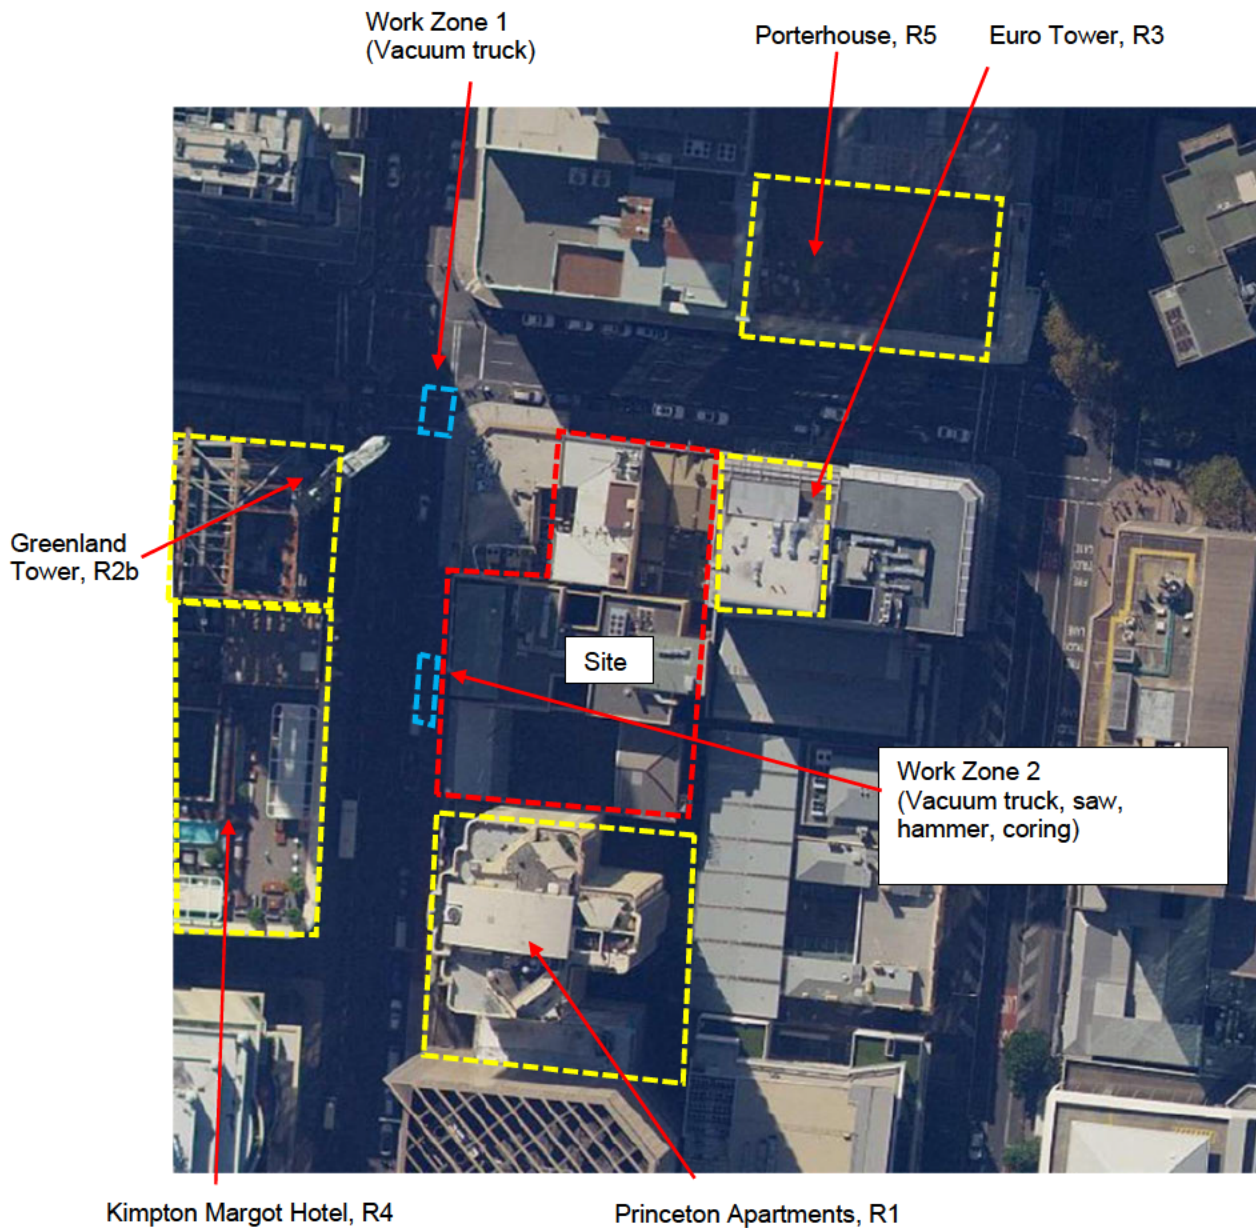 Work Zone 1
(Vacuum truck)
Porterhouse, R5
Euro Tower, R3
Greenland
Tower, R2b
Site
Work Zone 2
(Vacuum truck, saw,
hammer, coring)
Kimpton Margot Hotel, R4
Princeton Apartments, R1